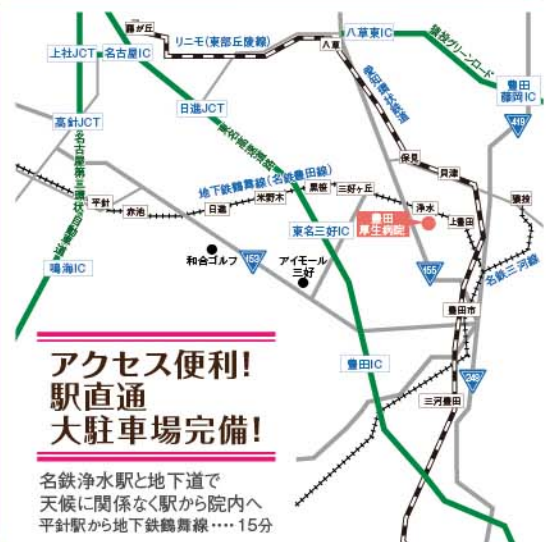 藤が丘
リニモ(東部丘陵線)
八草
八草東IC
猿投グリーンロード
上社JCT
名古屋IC
愛知環状鉄道
豊田
藤岡IC
419
高針JCT
日進JCT
東名高速道路
名古屋第二環状自動車道
保見
貝津
地下鉄鶴舞線(名鉄豊田線)
平針
赤池
日進
米野木
黒笹
三好ヶ丘
浄水
上豊田
猿投
豊田
厚生病院
東名三好IC
名鉄三河線
鳴海IC
和合ゴルフ
153
アイモール
三好
155
豊田市
豊田IC
248
三河豊田
アクセス便利!
駅直通
大駐車場完備!
名鉄浄水駅と地下道で
天候に関係なく駅から院内へ
平針駅から地下鉄鶴舞線‥‥15分